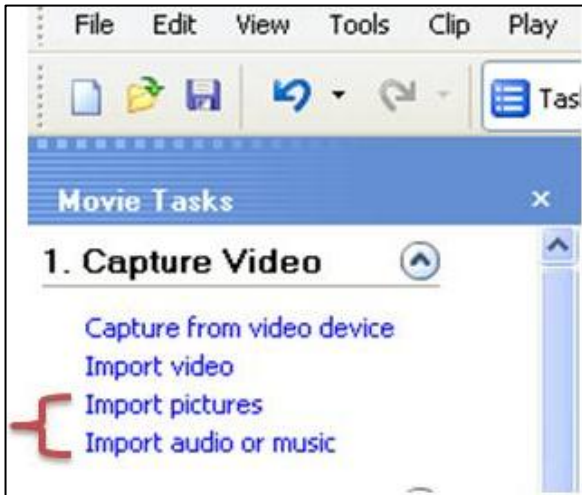 File Edit View Tools Clip Play
Tas
Movie Tasks
1. Capture Video
Capture from video device
Import video
Import pictures
Import audio or music